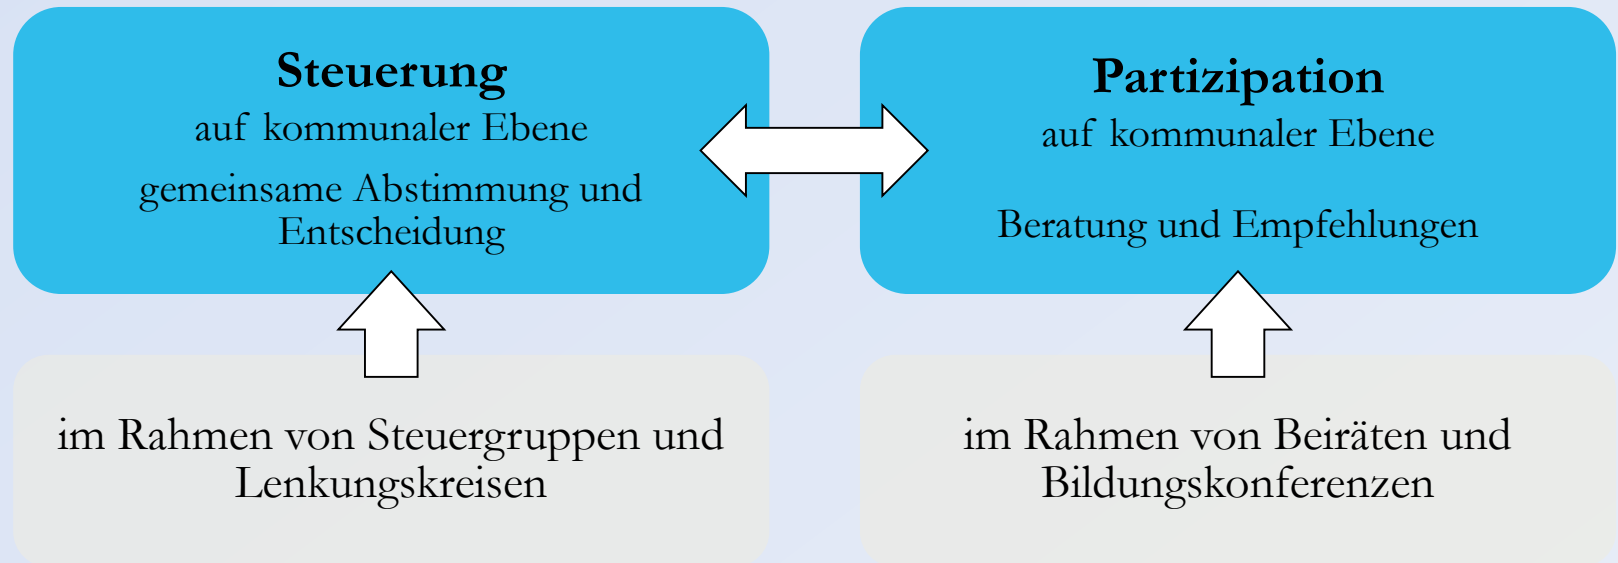 Steuerung
auf kommunaler Ebene
gemeinsame Abstimmung und
Entscheidung
Partizipation
auf kommunaler Ebene
Beratung und Empfehlungen
im Rahmen von Steuergruppen und
Lenkungskreisen
im Rahmen von Beiräten und
Bildungskonferenzen